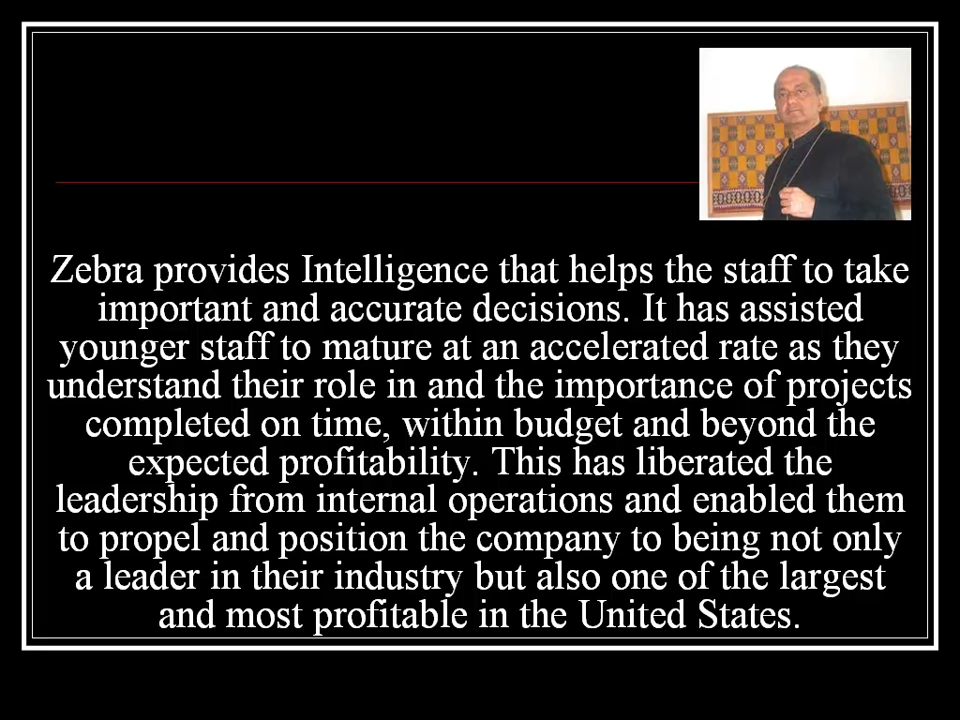 Zebra provides Intelligence that helps the staff to take
important and accurate decisions. It has assisted
younger staff to mature at an accelerated rate as they
understand their role in and the importance of projects
completed on time, within budget and beyond the
expected profitability. This has liberated the
leadership from internal operations and enabled them
to propel and position the company to being not only
a leader in their industry but also one of the largest
and most profitable in the United States.